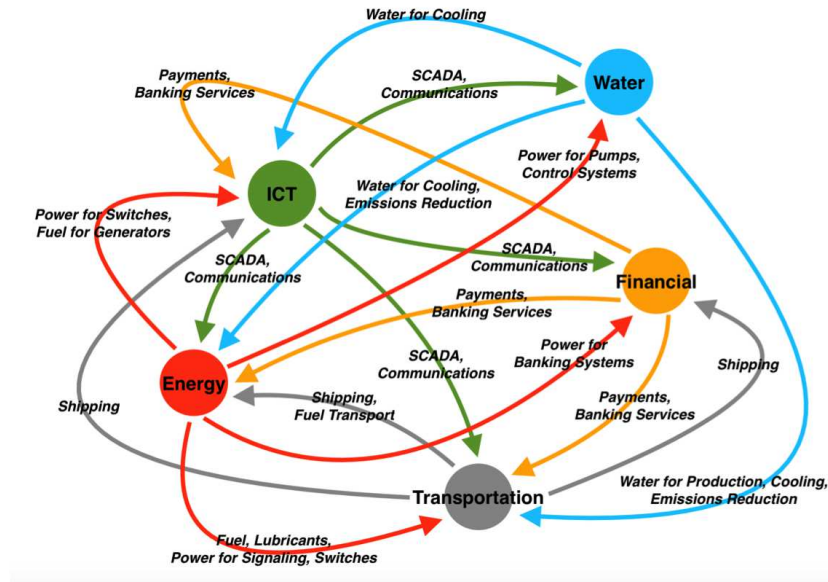 Water for Cooling
Payments,
Banking Services
SCADA,
Communications
Water
Power for Pumps,
Control Systems
ICT
Water for Cooling,
Emissions Reduction
Power for Switches,
Fuel for Generators
SCADA,
Communications
SCADA,
Communications
Financial
Payments,
Banking Services
SCADA,
Communications
Power for
Banking Systems
Shipping
Energy
Shipping
Shipping,
Fuel Transport
Payments,
Banking Services
Transportation
Water for Production, Cooling,
Emissions Reduction
Fuel, Lubricants,
Power for Signaling, Switches